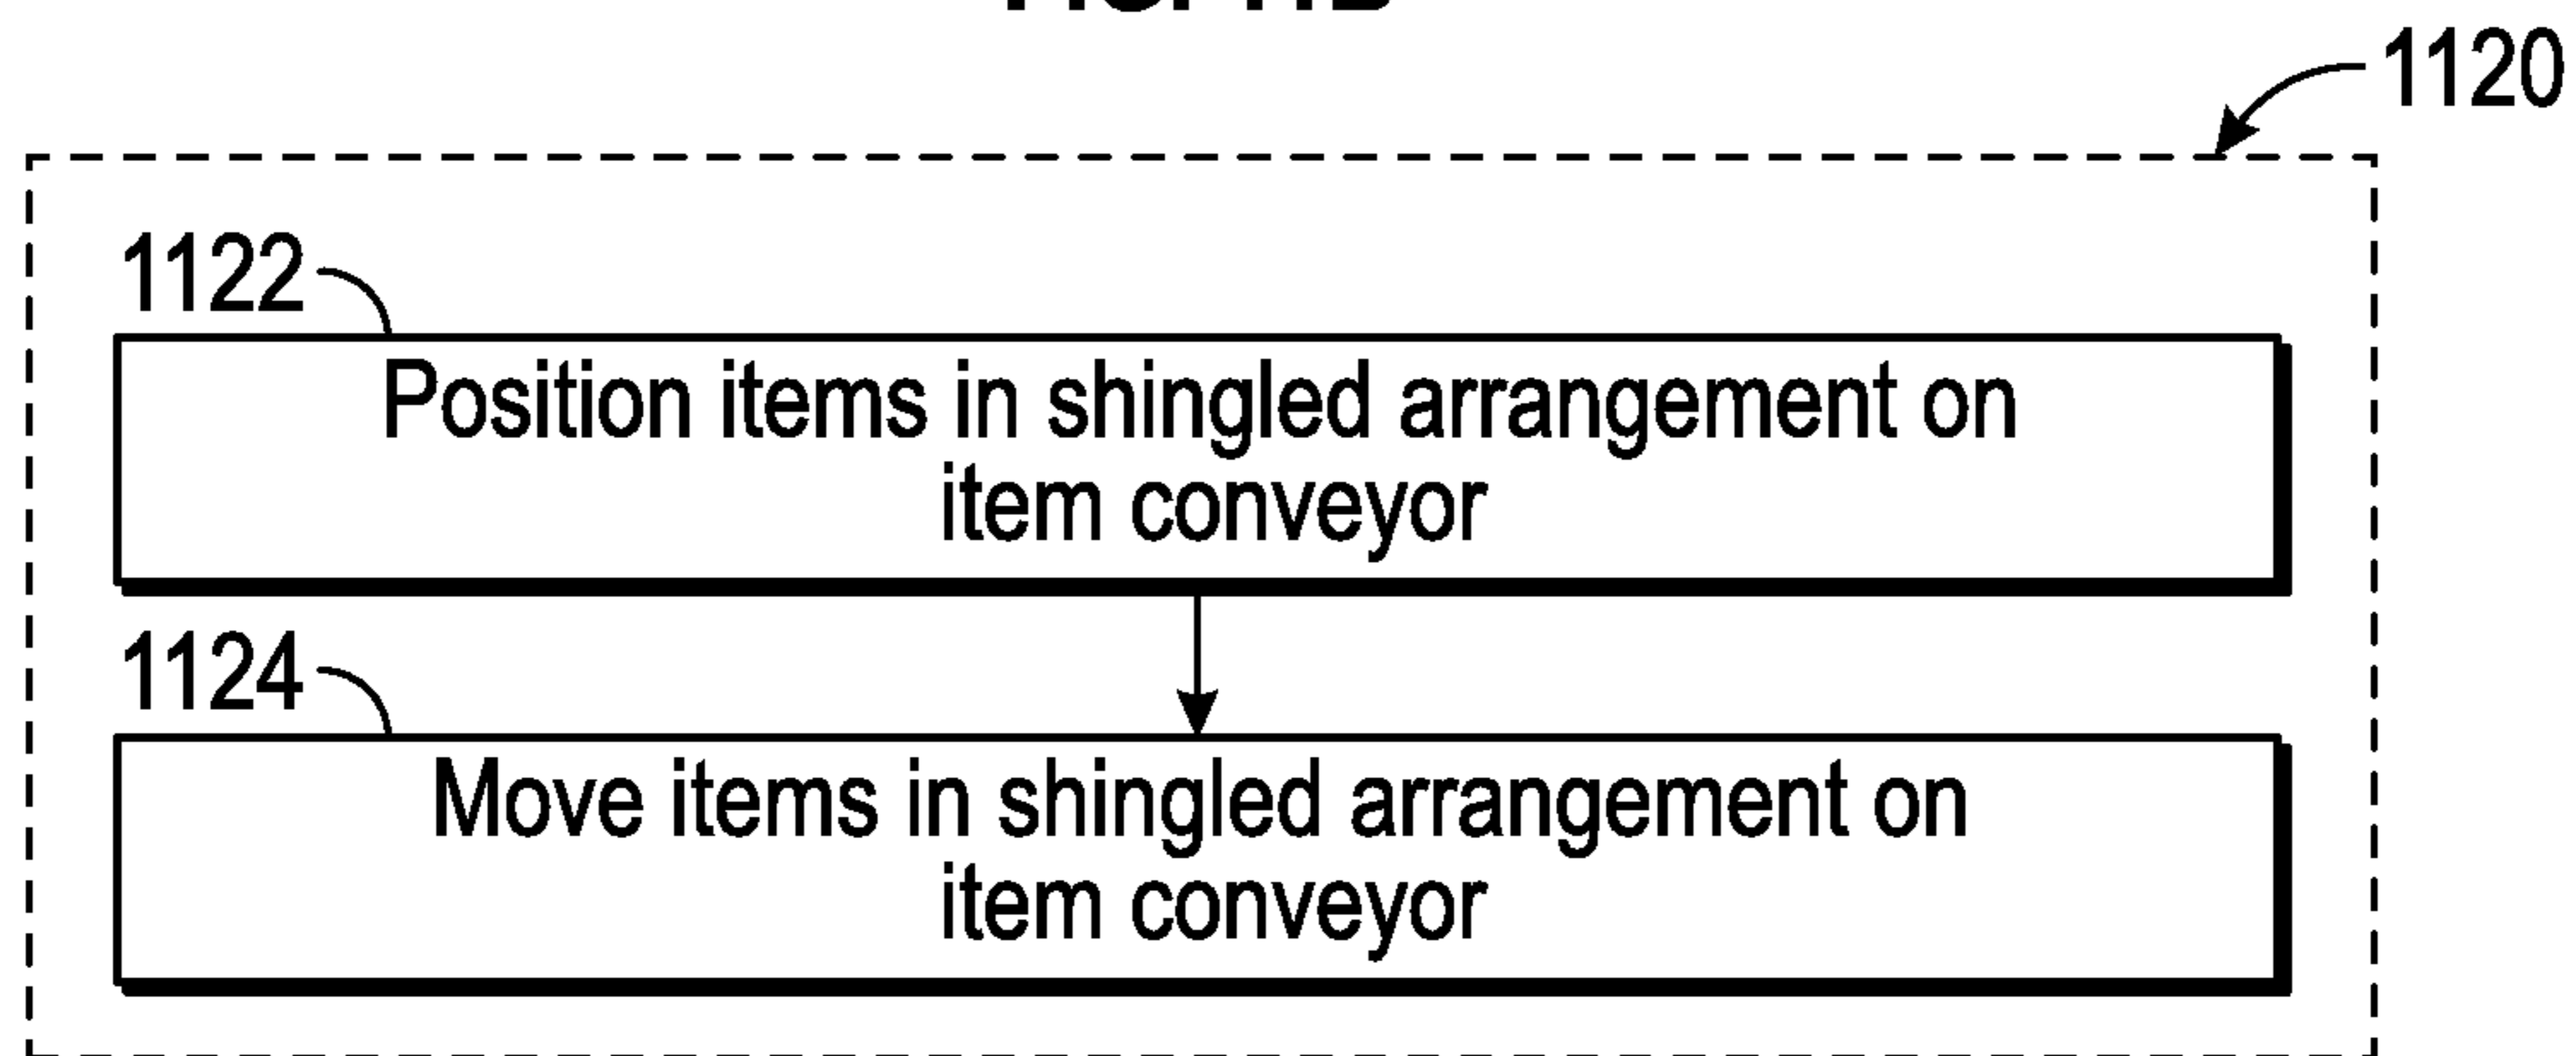 1120
1122
Position items in shingled arrangement on
item conveyor
1124
Move items in shingled arrangement on
item conveyor